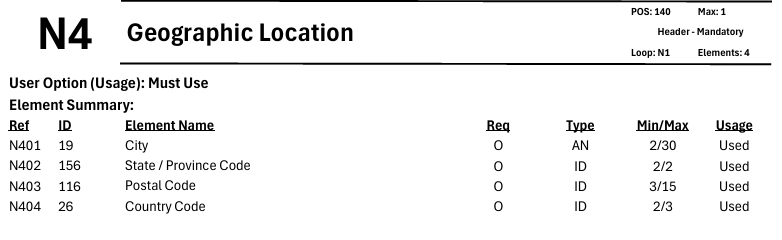 N4 Geographic Location
POS: 140 Max: 1
Header - Mandatory
Loop: N1 Elements: 4
User Option (Usage): Must Use
Element Summary:
Ref ID Element Name Req Type Min/Max Usage
N401 19 City O AN 2/30 Used
N402 156 State / Province Code O ID 2/2 Used
N403 116 Postal Code O ID 3/15 Used
N404 26 Country Code O ID 2/3 Used